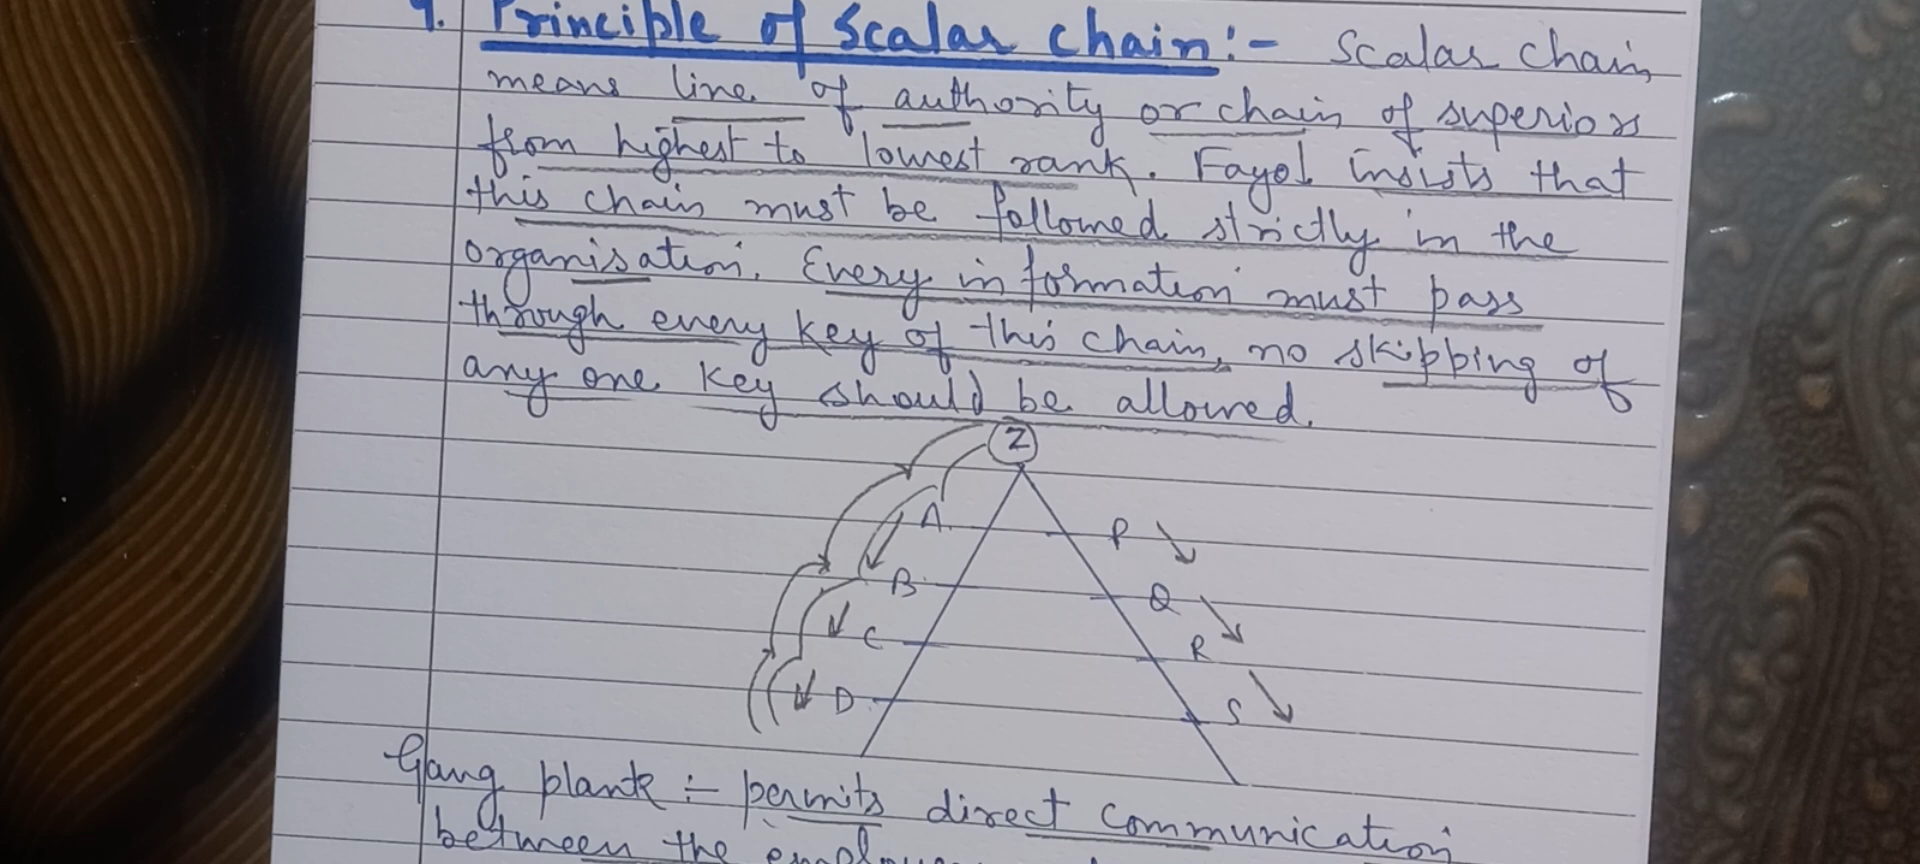 9. Principle of Scalar Chain:- Scalar Chain
means line of authority or chain of superiors
from highest to lowest rank. Fayol insists that
this chain must be followed strictly in the
organisation. Every information must pass
through every key of this chain, no skipping of
any one key should be allowed.
Z
A P
B Q
C R
D S
Gang plank :- permits direct communication
between the